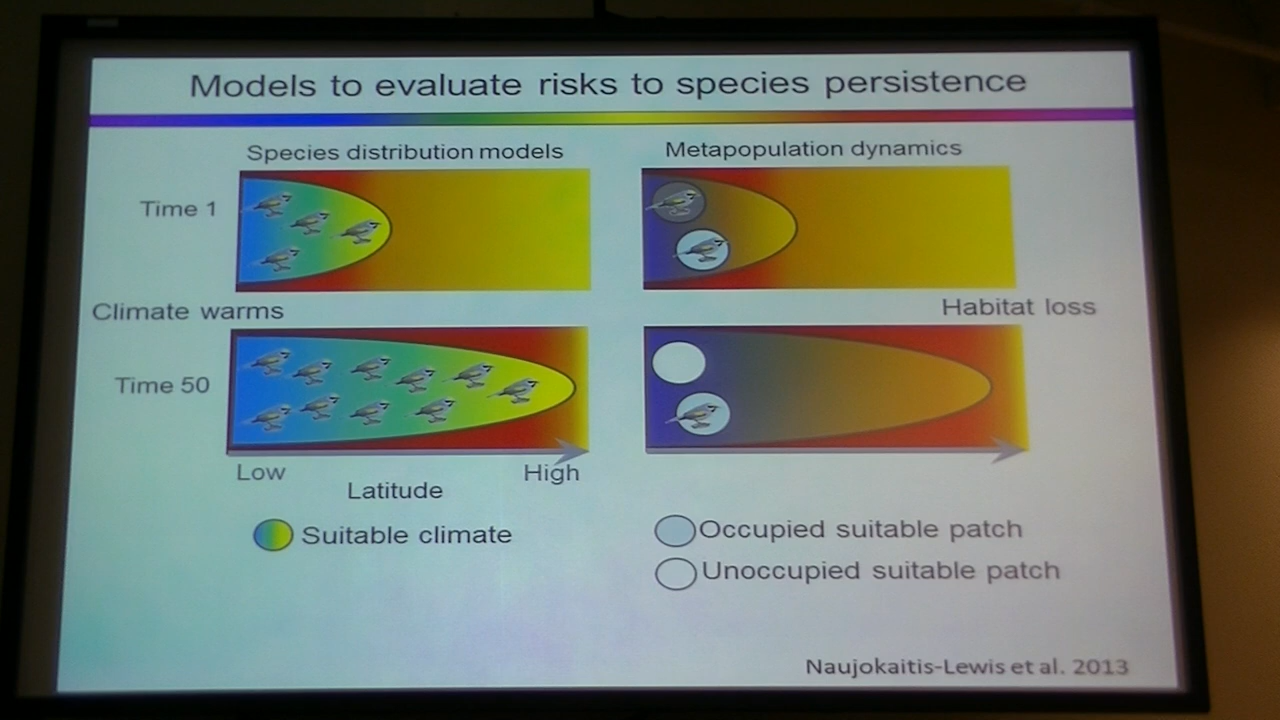 Models to evaluate risks to species persistence
Species distribution models
Metapopulation dynamics
Time 1
Climate warms
Habitat loss
Time 50
Low
High
Latitude
Suitable climate
Occupied suitable patch
Unoccupied suitable patch
Naujokaitis-Lewis et al. 2013